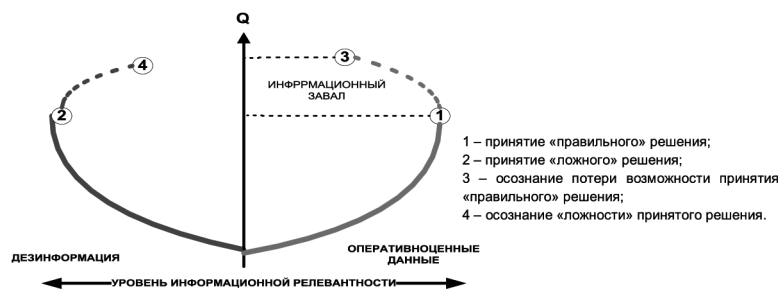 Q
4
3
ИНФРРМАЦИОННЫЙ
ЗАВАЛ
2
1
1 – принятие «правильного» решения;
2 – принятие «ложного» решения;
3 – осознание потери возможности принятия
«правильного» решения;
4 – осознание «ложности» принятого решения.
ДЕЗИНФОРМАЦИЯ
ОПЕРАТИВНОЦЕННЫЕ
ДАННЫЕ
УРОВЕНЬ ИНФОРМАЦИОННОЙ РЕЛЕВАНТНОСТИ